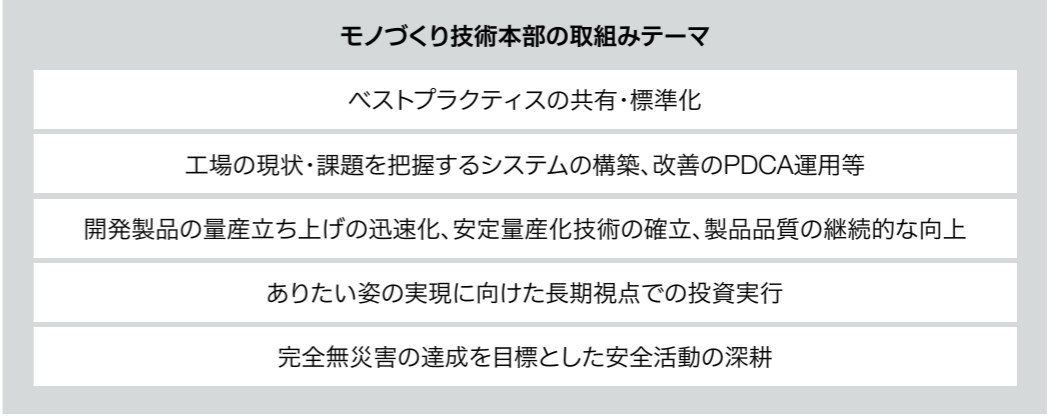 モノづくり技術本部の取組みテーマ
ベストプラクティスの共有・標準化
工場の現状・課題を把握するシステムの構築、改善のPDCA運用等
開発製品の量産立ち上げの迅速化、安定量産化技術の確立、製品品質の継続的な向上
ありたい姿の実現に向けた長期視点での投資実行
完全無災害の達成を目標とした安全活動の深耕